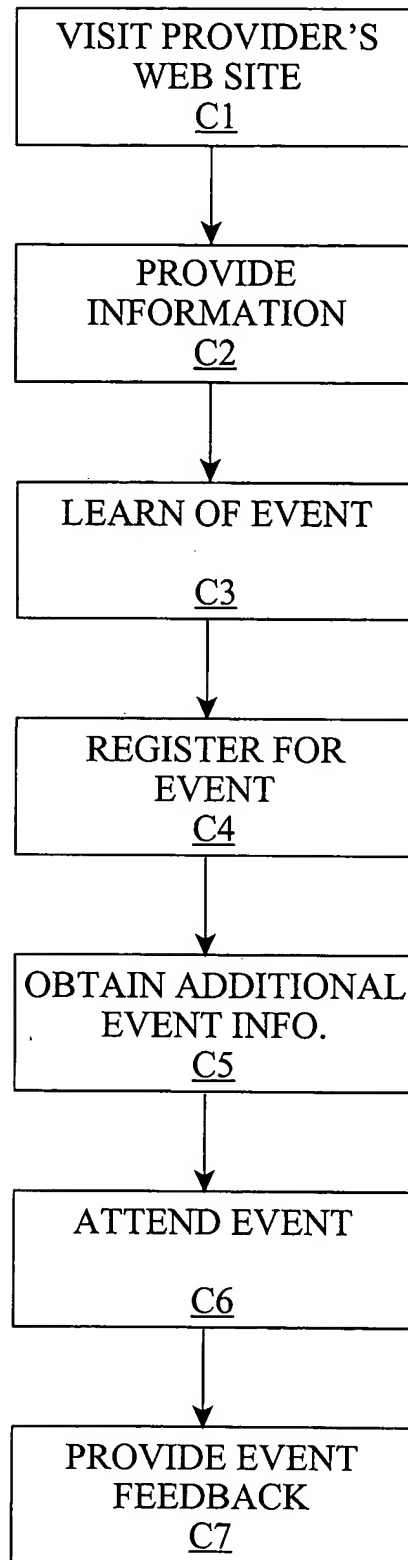 VISIT PROVIDER'S
WEB SITE
C1
PROVIDE
INFORMATION
C2
LEARN OF EVENT
C3
REGISTER FOR
EVENT
C4
OBTAIN ADDITIONAL
EVENT INFO.
C5
ATTEND EVENT
C6
PROVIDE EVENT
FEEDBACK
C7